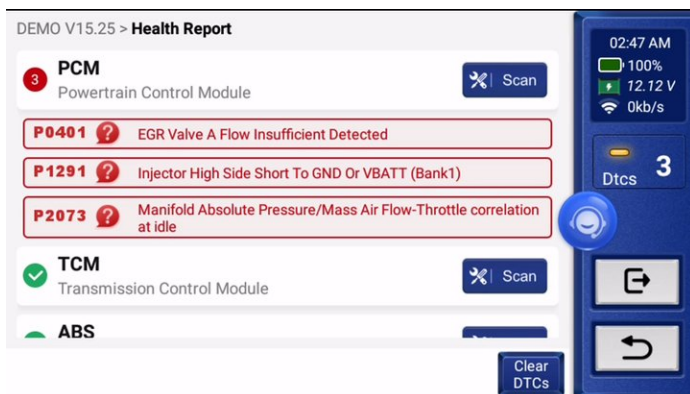 DEMO V15.25 > Health Report
3
PCM
Powertrain Control Module
Scan
P0401 ? EGR Valve A Flow Insufficient Detected
P1291 ? Injector High Side Short To GND Or VBATT (Bank1)
P2073 ? Manifold Absolute Pressure/Mass Air Flow-Throttle correlation
at idle
TCM
Transmission Control Module
Scan
ABS
Clear
DTCs
02:47 AM
100%
12.12 V
0kb/s
Dtcs 3